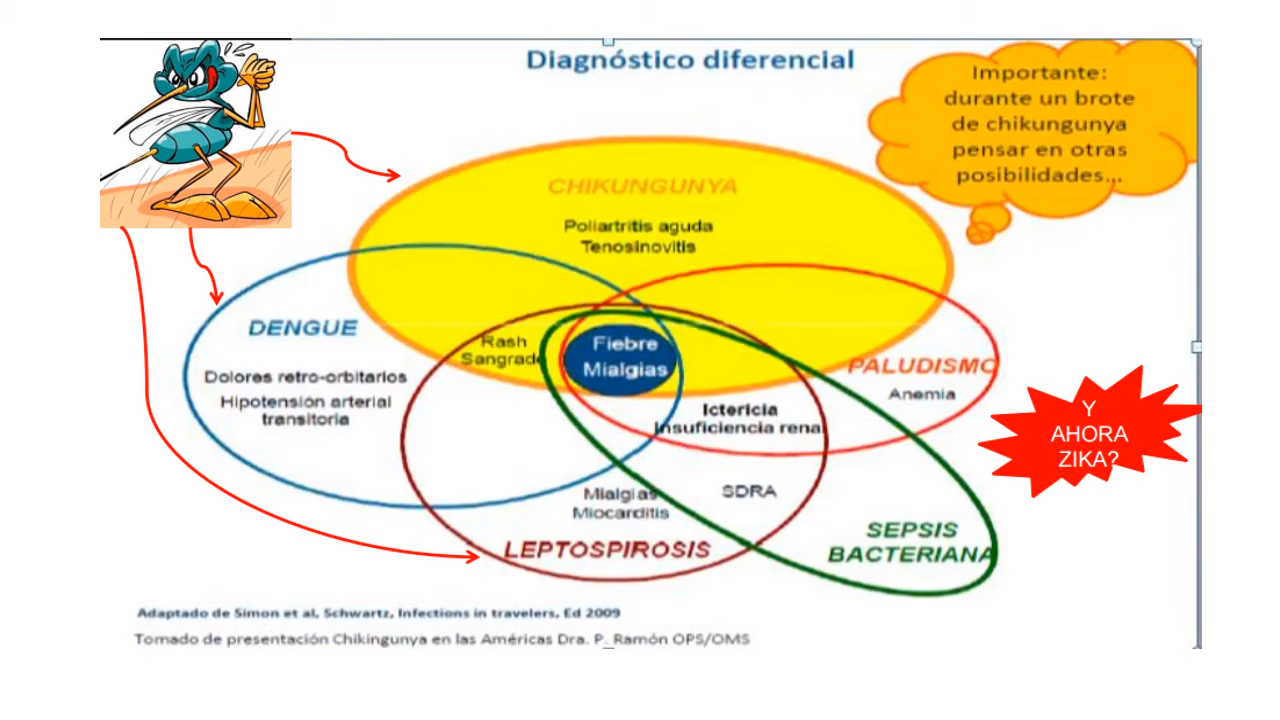 Diagnóstico diferencial
Importante:
durante un brote
de chikungunya
pensar en otras
posibilidades...
CHIKUNGUNYA
Poliartritis aguda
Tenosinovitis
DENGUE
Dolores retro-orbitarios
Hipotensión arterial
transitoria
Rash
Sangrado
Fiebre
Mialgias
PALUDISMO
Anemia
Ictericia
Insuficiencia renal
Y
AHORA
ZIKA?
Mialgias
Miocarditis
SDRA
LEPTOSPIROSIS
SEPSIS
BACTERIANA
Adaptado de Simon et al, Schwartz, Infections in travelers, Ed 2009
Tomado de presentación Chikingunya en las Américas Dra. P. Ramón OPS/OMS